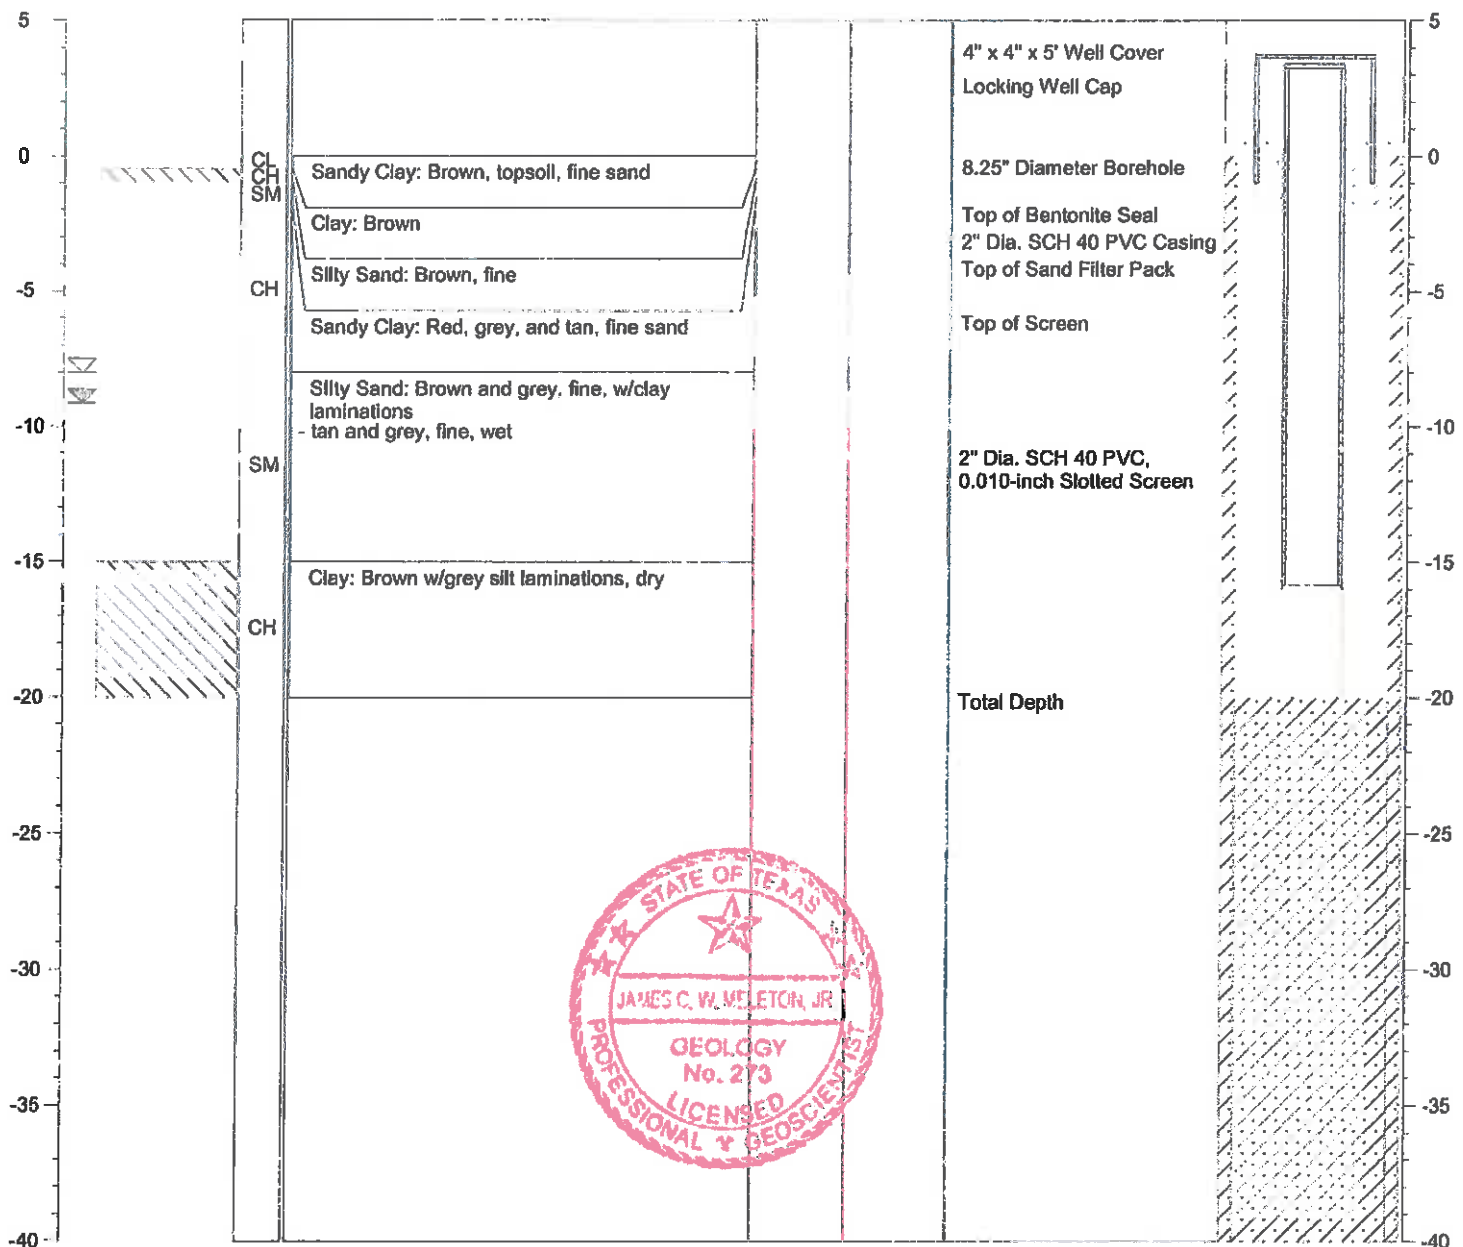 5
0
-5
-10
-15
-20
-25
-30
-35
-40
CL
CH
SM
CH
SM
CH
Sandy Clay: Brown, topsoil, fine sand
Clay: Brown
Silty Sand: Brown, fine
Sandy Clay: Red, grey, and tan, fine sand
Silty Sand: Brown and grey, fine, w/clay
laminations
- tan and grey, fine, wet
Clay: Brown w/grey silt laminations, dry
4" x 4" x 5' Well Cover
Locking Well Cap
8.25" Diameter Borehole
Top of Bentonite Seal
2" Dia. SCH 40 PVC Casing
Top of Sand Filter Pack
Top of Screen
2" Dia. SCH 40 PVC,
0.010-inch Slotted Screen
Total Depth
5
0
-5
-10
-15
-20
-25
-30
-35
-40
STATE OF TEXAS
JAMES C. W. MELETON, JR
GEOLOGY
No. 273
LICENSED
PROFESSIONAL GEOSCIENTIST